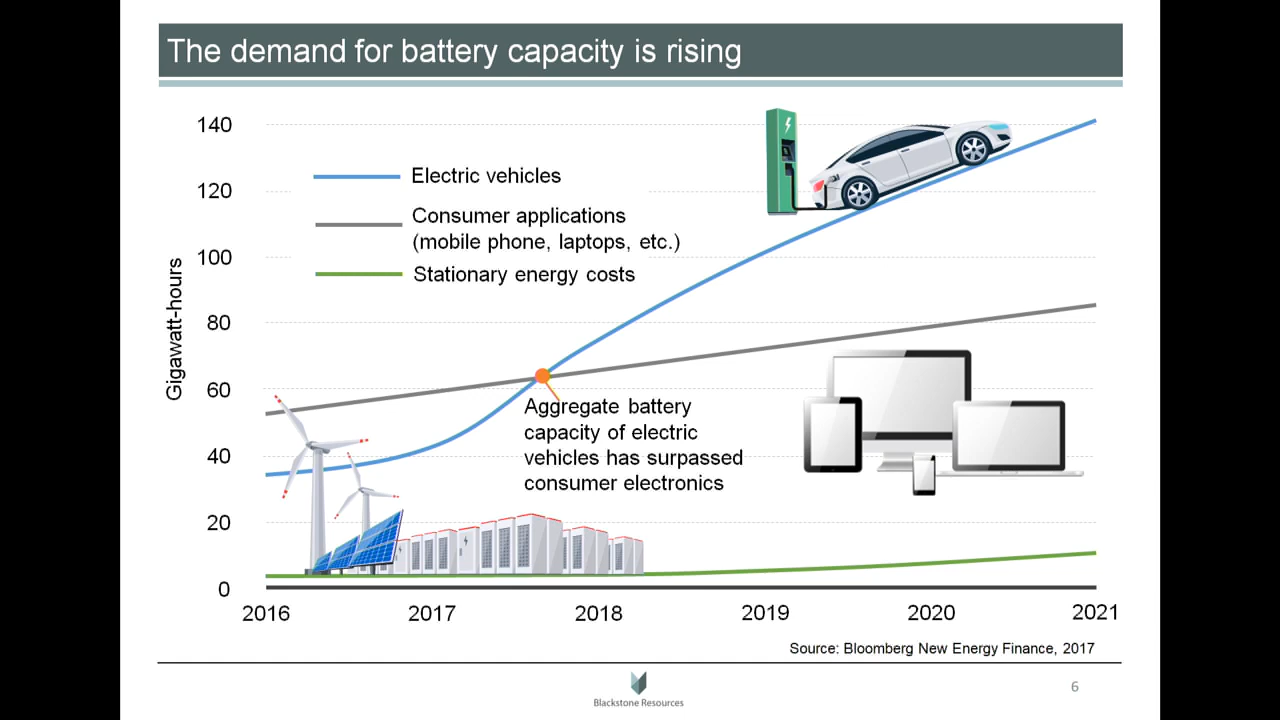 The demand for battery capacity is rising
140
120
100
80
60
40
20
0
Gigawatt-hours
Electric vehicles
Consumer applications
(mobile phone, laptops, etc.)
Stationary energy costs
Aggregate battery
capacity of electric
vehicles has surpassed
consumer electronics
2016 2017 2018 2019 2020 2021
Source: Bloomberg New Energy Finance, 2017
Blackstone Resources
6